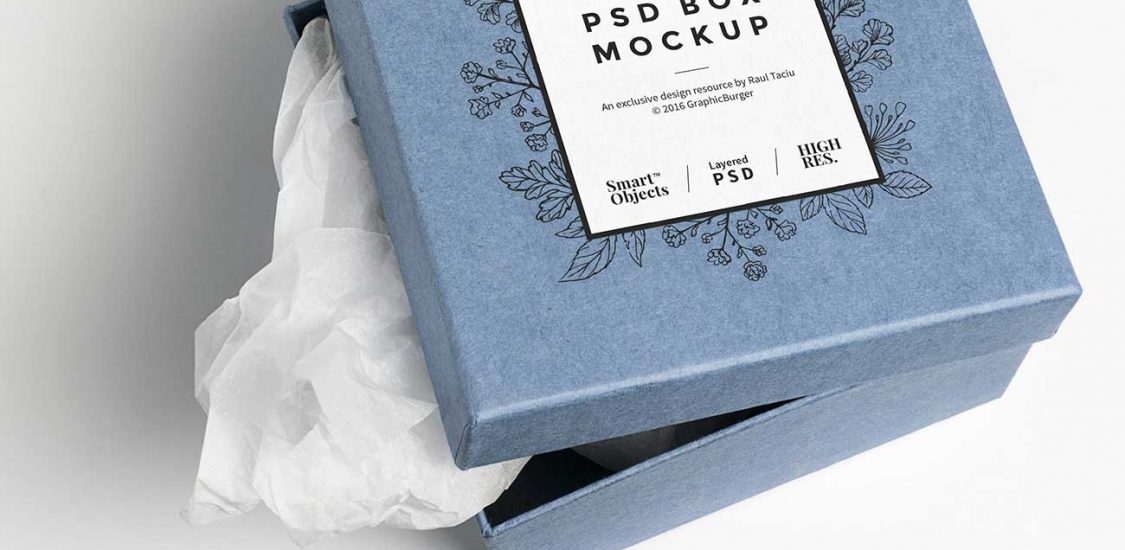 PSD BOX
MOCKUP
An exclusive design resource by Raul Taciu
© 2016 GraphicBurger
Smart™
Objects
Layered
PSD
HIGH
RES.